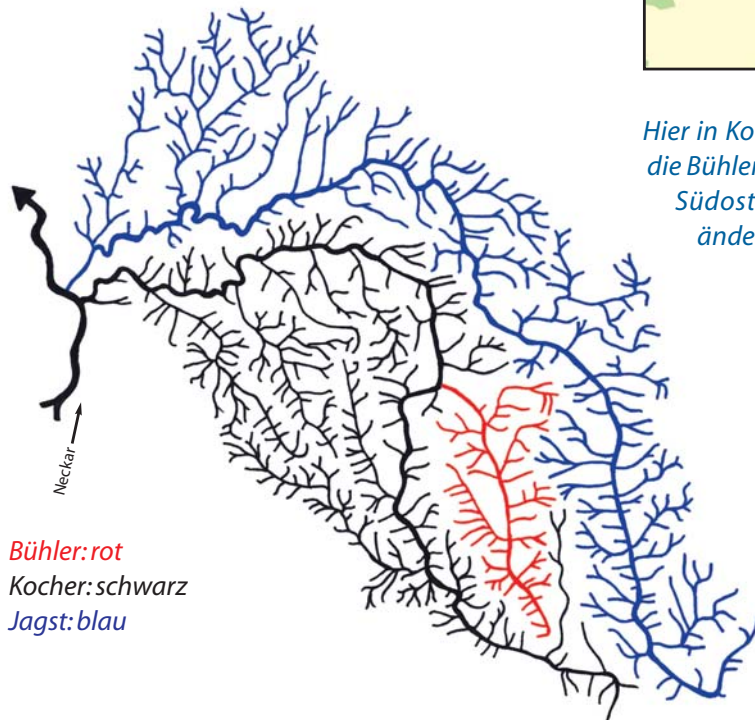 Hier in Ko
die Bühler
Südost
ände
Neckar
Bühler: rot
Kocher: schwarz
Jagst: blau